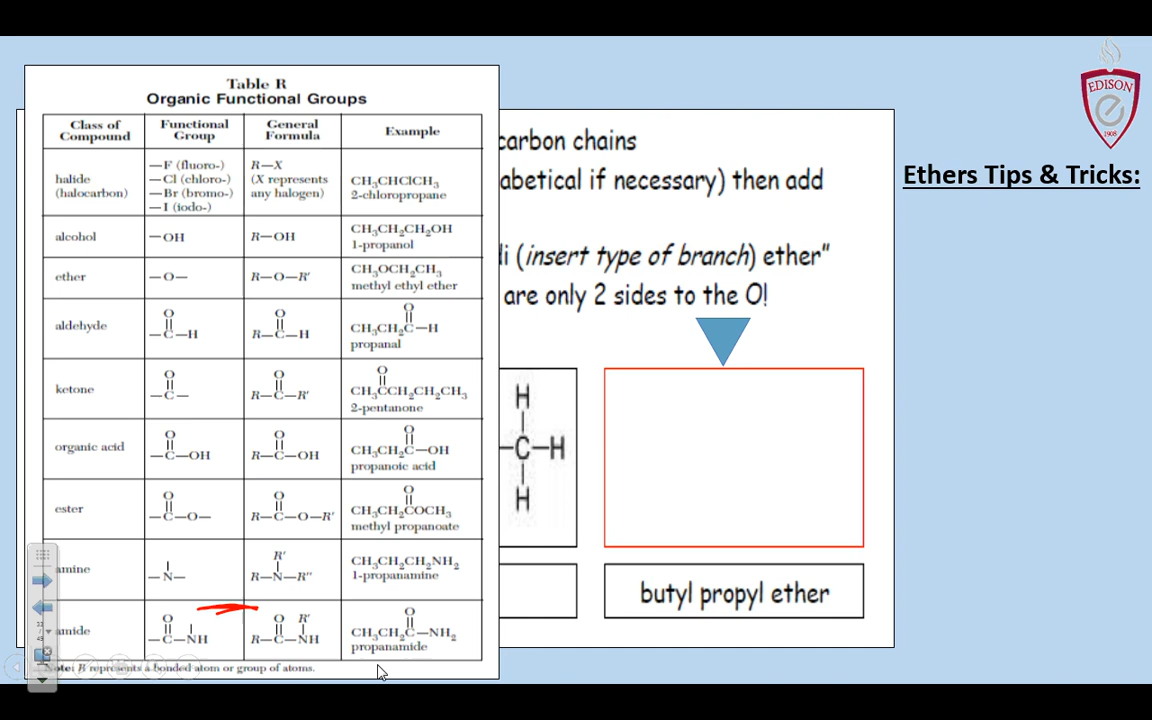 Table R
Organic Functional Groups
Class of Compound | Functional Group | General Formula | Example
halide (halocarbon) | —F (fluoro-) —Cl (chloro-) —Br (bromo-) —I (iodo-) | R—X (X represents any halogen) | CH₃CHClCH₃ 2-chloropropane
alcohol | —OH | R—OH | CH₃CH₂CH₂OH 1-propanol
ether | —O— | R—O—R′ | CH₃OCH₂CH₃ methyl ethyl ether
aldehyde | O || —C—H | O || R—C—H | O || CH₃CH₂C—H propanal
ketone | O || —C— | O || R—C—R′ | O || CH₃CCH₂CH₂CH₃ 2-pentanone
organic acid | O || —C—OH | O || R—C—OH | O || CH₃CH₂C—OH propanoic acid
ester | O || —C—O— | O || R—C—O—R′ | O || CH₃CH₂COCH₃ methyl propanoate
amine | | —N— | R′ | R—N—R″ | CH₃CH₂CH₂NH₂ 1-propanamine
amide | O || | —C—NH | O R′ || | R—C—NH | O || CH₃CH₂C—NH₂ propanamide
Note: R represents a bonded atom or group of atoms.
carbon chains
abetical if necessary) then add
di (insert type of branch) ether”
are only 2 sides to the O!
H
—C—H
H
butyl propyl ether
EDISON
e
1908
Ethers Tips & Tricks: